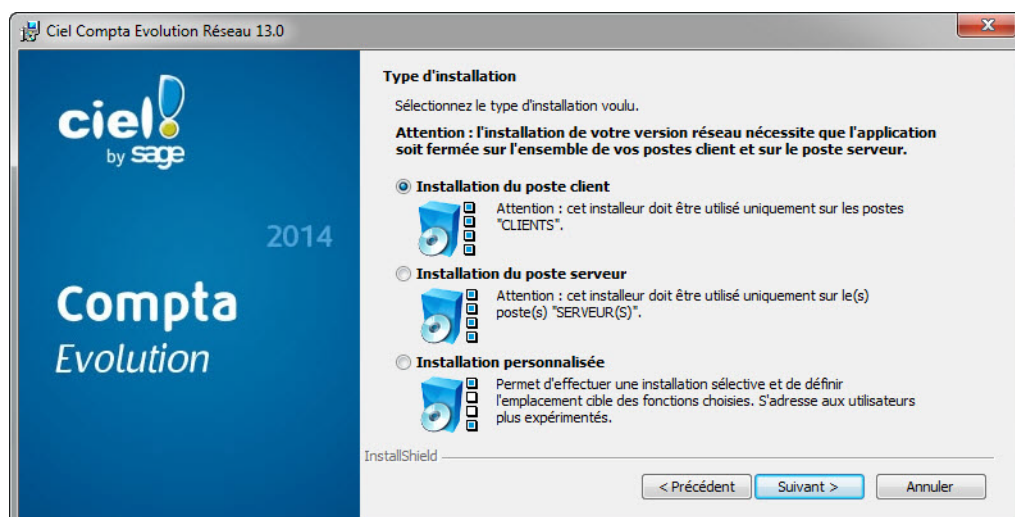 Ciel Compta Evolution Réseau 13.0
ciel!
by sage
2014
Compta
Evolution
Type d'installation
Sélectionnez le type d'installation voulu.
Attention : l'installation de votre version réseau nécessite que l'application
soit fermée sur l'ensemble de vos postes client et sur le poste serveur.
Installation du poste client
Attention : cet installeur doit être utilisé uniquement sur les postes
"CLIENTS".
Installation du poste serveur
Attention : cet installeur doit être utilisé uniquement sur le(s)
poste(s) "SERVEUR(S)".
Installation personnalisée
Permet d'effectuer une installation sélective et de définir
l'emplacement cible des fonctions choisies. S'adresse aux utilisateurs
plus expérimentés.
InstallShield
< Précédent
Suivant >
Annuler